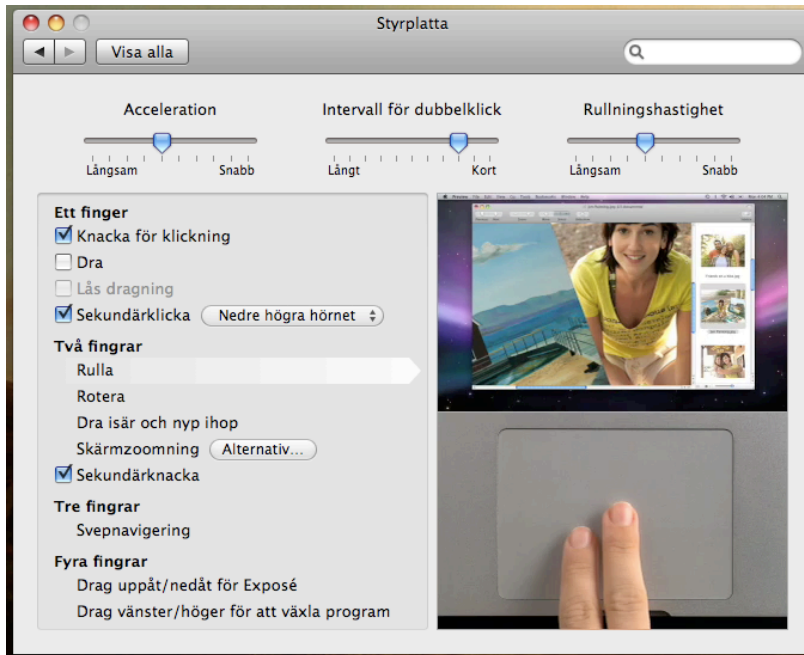 Styrplatta
Visa alla
Acceleration
Intervall för dubbelklick
Rullningshastighet
Långsam Snabb
Långt Kort
Långsam Snabb
Ett finger
Knacka för klickning
Dra
Lås dragning
Sekundärklicka Nedre högra hörnet
Två fingrar
Rulla
Rotera
Dra isär och nyp ihop
Skärmzoomning Alternativ...
Sekundärknacka
Tre fingrar
Svepnavigering
Fyra fingrar
Drag uppåt/nedåt för Exposé
Drag vänster/höger för att växla program